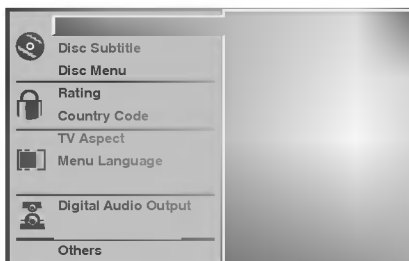 Disc Subtitle
Disc Menu
Rating
Country Code
TV Aspect
Menu Language
Digital Audio Output
Others